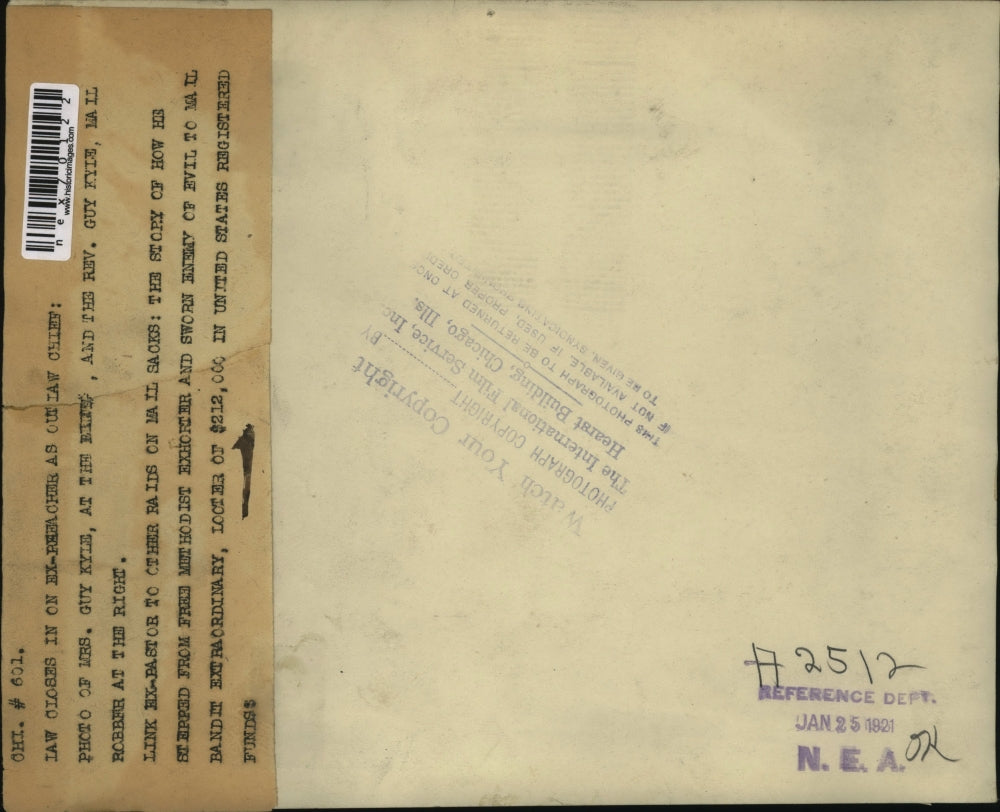 CHI. # 601.
LAW CLOSES IN ON EX-PREACHER AS OUTLAW CHIEF:
PHOTO OF MRS. GUY KYLE, AT THE , AND THE REV. GUY KYLE, MAIL
ROBBER AT THE RIGHT.
LINK EX-PASTOR TO OTHER RAIDS ON MAIL SACKS: THE STORY OF HOW HE
STEPPED FROM FREE METHODIST EXHORTER AND SWORN ENEMY OF EVIL TO MAIL
BANDIT EXTRAORDINARY, LOOTER OF $212,000 IN UNITED STATES REGISTERED
FUNDS
www.historicimages.com
Watch Your Copyright
PHOTOGRAPH COPYRIGHT BY
The International Film Service, Inc.
Hearst Building, Chicago, Ills.
THIS PHOTOGRAPH TO BE RETURNED AT ONCE
IF NOT AVAILABLE. IF USED, PROPER CREDIT
TO BE GIVEN. SYNDICATING
2512
REFERENCE DEPT.
JAN 25 1921
N. E. A.
OK